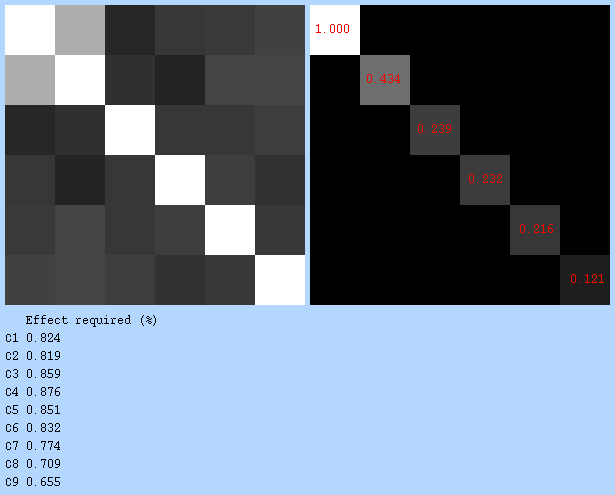 1.000
0.434
0.239
0.232
0.216
0.121
Effect required (%)
c1 0.824
c2 0.819
c3 0.859
c4 0.876
c5 0.851
c6 0.832
c7 0.774
c8 0.709
c9 0.655